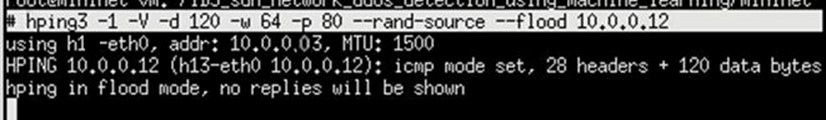 root@mininet-vm: /153_sdn_network_ddos_detection_using_machine_learning/mininet
# hping3 -1 -V -d 120 -w 64 -p 80 --rand-source --flood 10.0.0.12
using h1 -eth0, addr: 10.0.0.03, MTU: 1500
HPING 10.0.0.12 (h13-eth0 10.0.0.12): icmp mode set, 28 headers + 120 data bytes
hping in flood mode, no replies will be shown